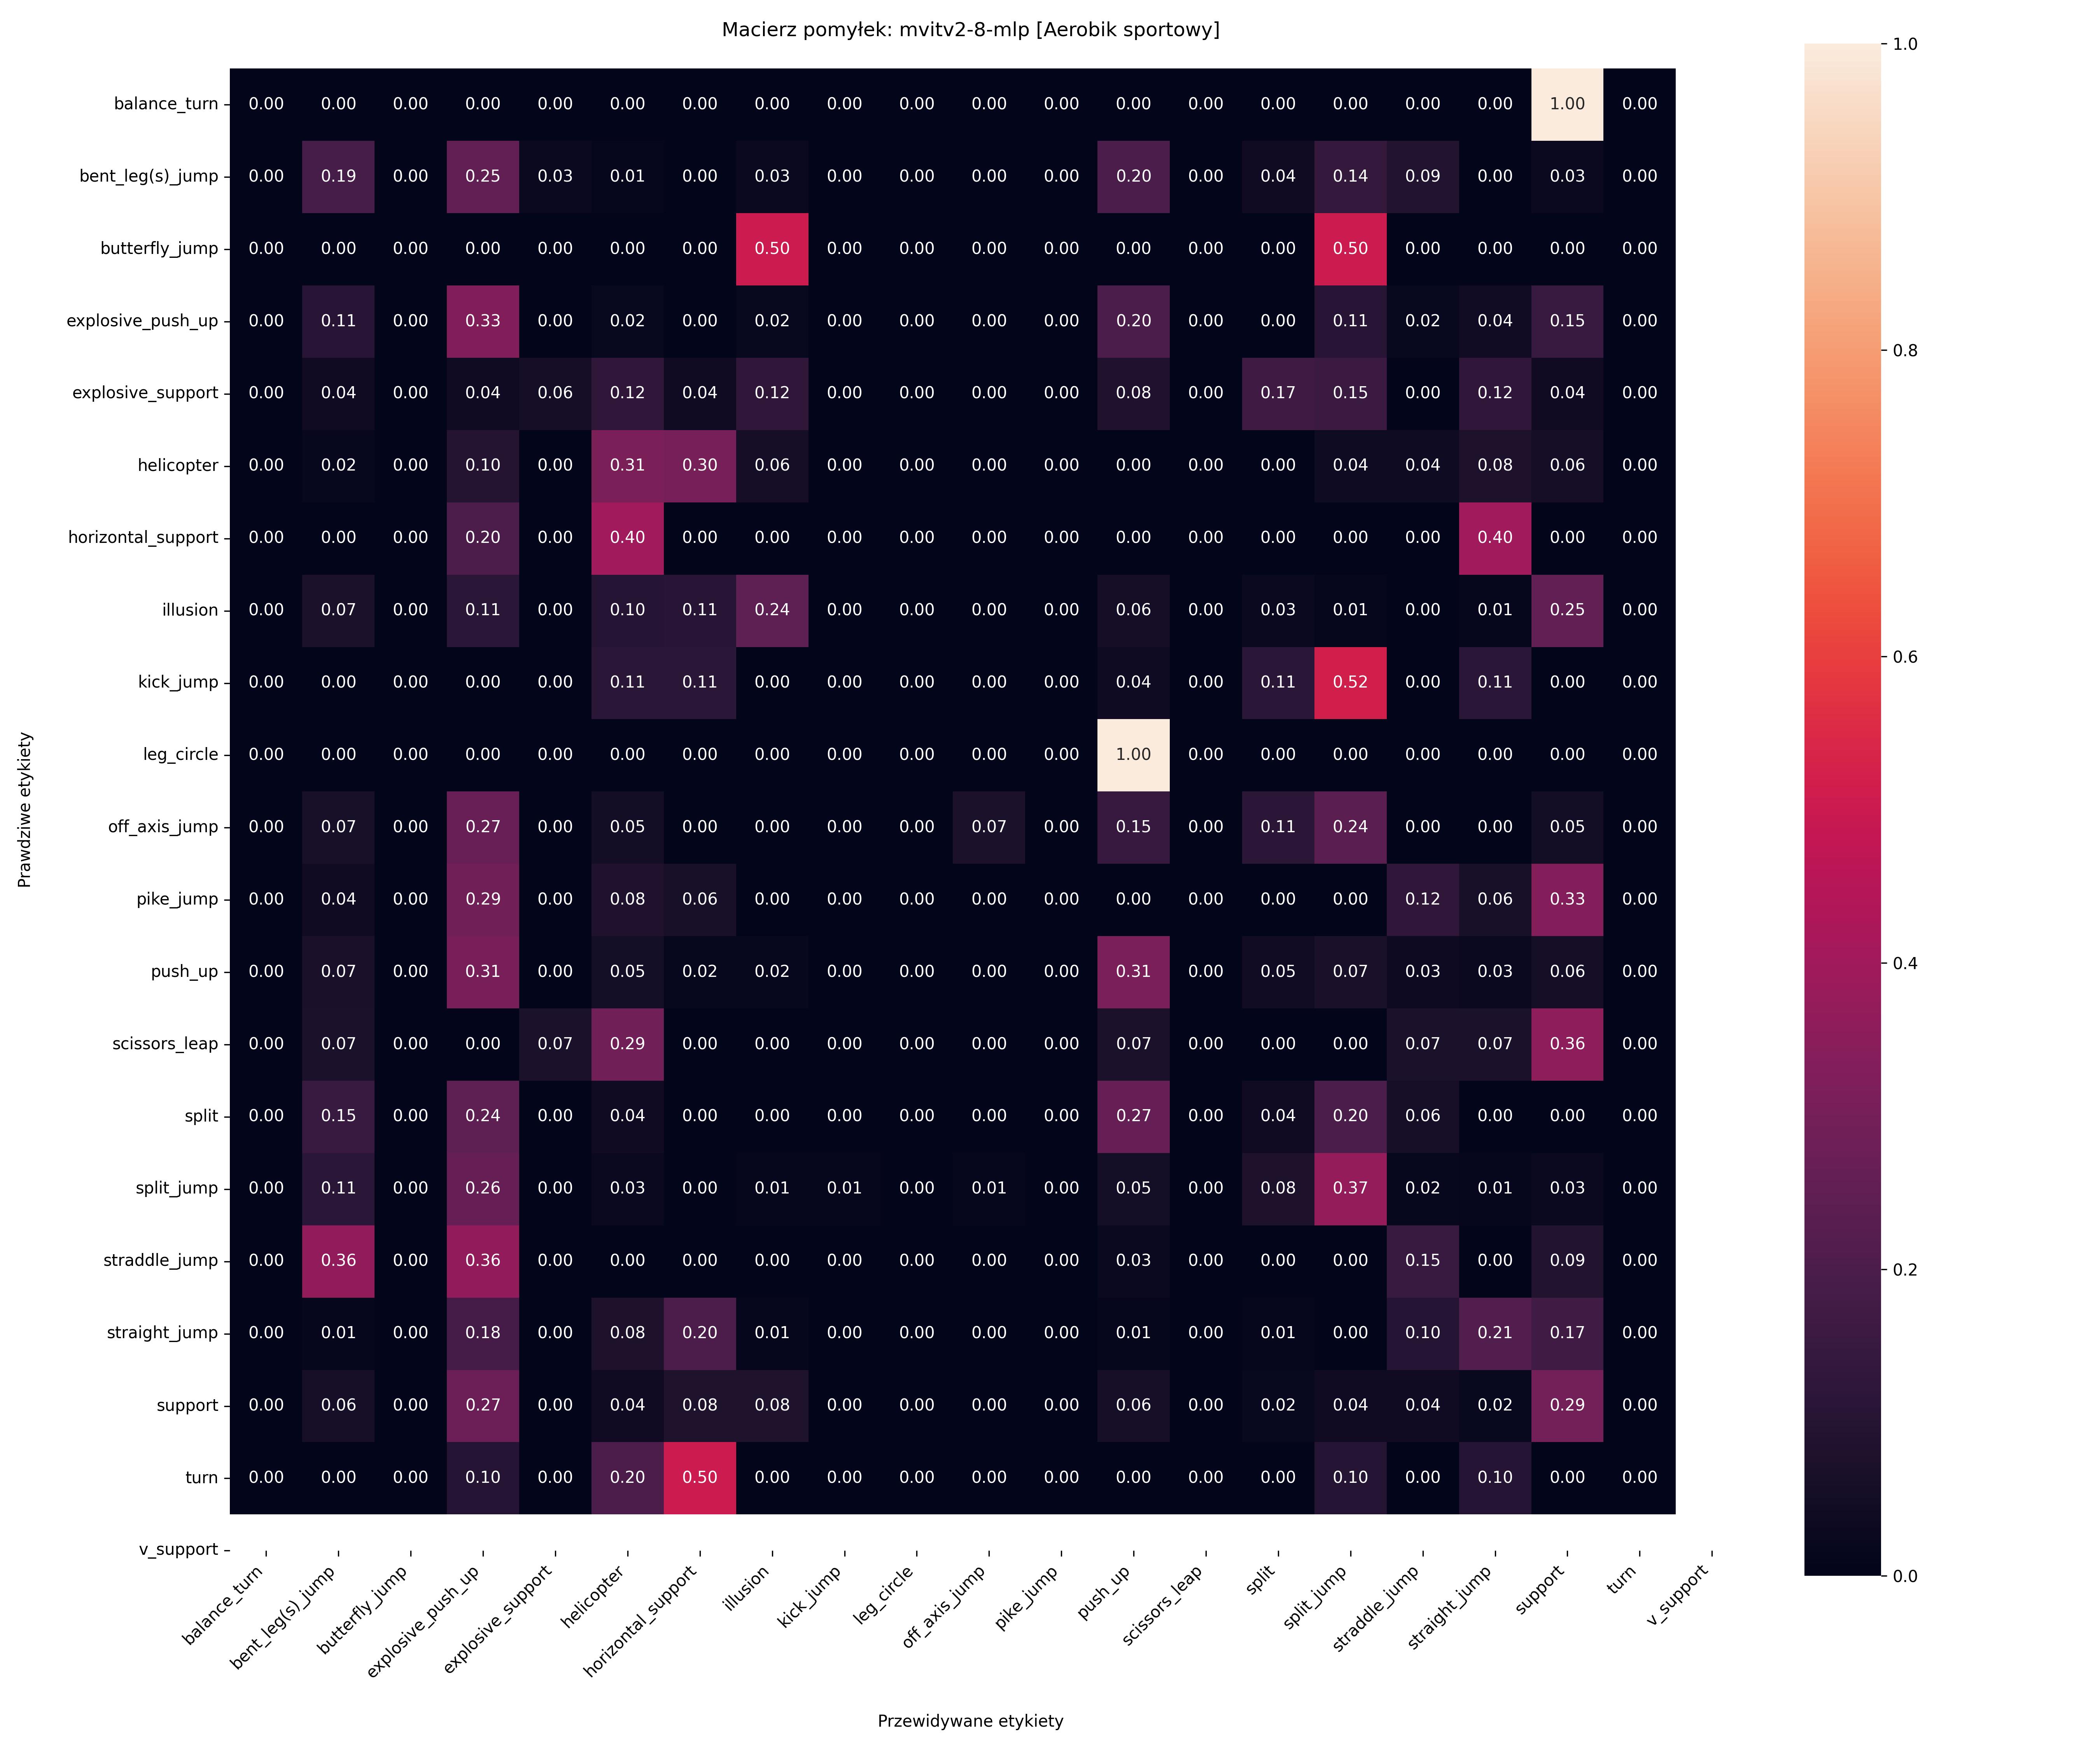 Macierz pomyłek: mvitv2-8-mlp [Aerobik sportowy]
1.0
balance_turn 0.00 0.00 0.00 0.00 0.00 0.00 0.00 0.00 0.00 0.00 0.00 0.00 0.00 0.00 0.00 0.00 0.00 0.00 1.00 0.00
bent_leg(s)_jump 0.00 0.19 0.00 0.25 0.03 0.01 0.00 0.03 0.00 0.00 0.00 0.00 0.20 0.00 0.04 0.14 0.09 0.00 0.03 0.00
butterfly_jump 0.00 0.00 0.00 0.00 0.00 0.00 0.00 0.50 0.00 0.00 0.00 0.00 0.00 0.00 0.00 0.50 0.00 0.00 0.00 0.00
explosive_push_up 0.00 0.11 0.00 0.33 0.00 0.02 0.00 0.02 0.00 0.00 0.00 0.00 0.20 0.00 0.00 0.11 0.02 0.04 0.15 0.00
0.8
explosive_support 0.00 0.04 0.00 0.04 0.06 0.12 0.04 0.12 0.00 0.00 0.00 0.00 0.08 0.00 0.17 0.15 0.00 0.12 0.04 0.00
helicopter 0.00 0.02 0.00 0.10 0.00 0.31 0.30 0.06 0.00 0.00 0.00 0.00 0.00 0.00 0.00 0.04 0.04 0.08 0.06 0.00
horizontal_support 0.00 0.00 0.00 0.20 0.00 0.40 0.00 0.00 0.00 0.00 0.00 0.00 0.00 0.00 0.00 0.00 0.00 0.40 0.00 0.00
illusion 0.00 0.07 0.00 0.11 0.00 0.10 0.11 0.24 0.00 0.00 0.00 0.00 0.06 0.00 0.03 0.01 0.00 0.01 0.25 0.00
0.6
kick_jump 0.00 0.00 0.00 0.00 0.00 0.11 0.11 0.00 0.00 0.00 0.00 0.00 0.04 0.00 0.11 0.52 0.00 0.11 0.00 0.00
leg_circle 0.00 0.00 0.00 0.00 0.00 0.00 0.00 0.00 0.00 0.00 0.00 0.00 1.00 0.00 0.00 0.00 0.00 0.00 0.00 0.00
Prawdziwe etykiety
off_axis_jump 0.00 0.07 0.00 0.27 0.00 0.05 0.00 0.00 0.00 0.00 0.07 0.00 0.15 0.00 0.11 0.24 0.00 0.00 0.05 0.00
pike_jump 0.00 0.04 0.00 0.29 0.00 0.08 0.06 0.00 0.00 0.00 0.00 0.00 0.00 0.00 0.00 0.00 0.12 0.06 0.33 0.00
0.4
push_up 0.00 0.07 0.00 0.31 0.00 0.05 0.02 0.02 0.00 0.00 0.00 0.00 0.31 0.00 0.05 0.07 0.03 0.03 0.06 0.00
scissors_leap 0.00 0.07 0.00 0.00 0.07 0.29 0.00 0.00 0.00 0.00 0.00 0.00 0.07 0.00 0.00 0.00 0.07 0.07 0.36 0.00
split 0.00 0.15 0.00 0.24 0.00 0.04 0.00 0.00 0.00 0.00 0.00 0.00 0.27 0.00 0.04 0.20 0.06 0.00 0.00 0.00
split_jump 0.00 0.11 0.00 0.26 0.00 0.03 0.00 0.01 0.01 0.00 0.01 0.00 0.05 0.00 0.08 0.37 0.02 0.01 0.03 0.00
straddle_jump 0.00 0.36 0.00 0.36 0.00 0.00 0.00 0.00 0.00 0.00 0.00 0.00 0.03 0.00 0.00 0.00 0.15 0.00 0.09 0.00
0.2
straight_jump 0.00 0.01 0.00 0.18 0.00 0.08 0.20 0.01 0.00 0.00 0.00 0.00 0.01 0.00 0.01 0.00 0.10 0.21 0.17 0.00
support 0.00 0.06 0.00 0.27 0.00 0.04 0.08 0.08 0.00 0.00 0.00 0.00 0.06 0.00 0.02 0.04 0.04 0.02 0.29 0.00
turn 0.00 0.00 0.00 0.10 0.00 0.20 0.50 0.00 0.00 0.00 0.00 0.00 0.00 0.00 0.00 0.10 0.00 0.10 0.00 0.00
v_support
0.0
balance_turn
bent_leg(s)_jump
butterfly_jump
explosive_push_up
explosive_support
helicopter
horizontal_support
illusion
kick_jump
leg_circle
off_axis_jump
pike_jump
push_up
scissors_leap
split
split_jump
straddle_jump
straight_jump
support
turn
v_support
Przewidywane etykiety